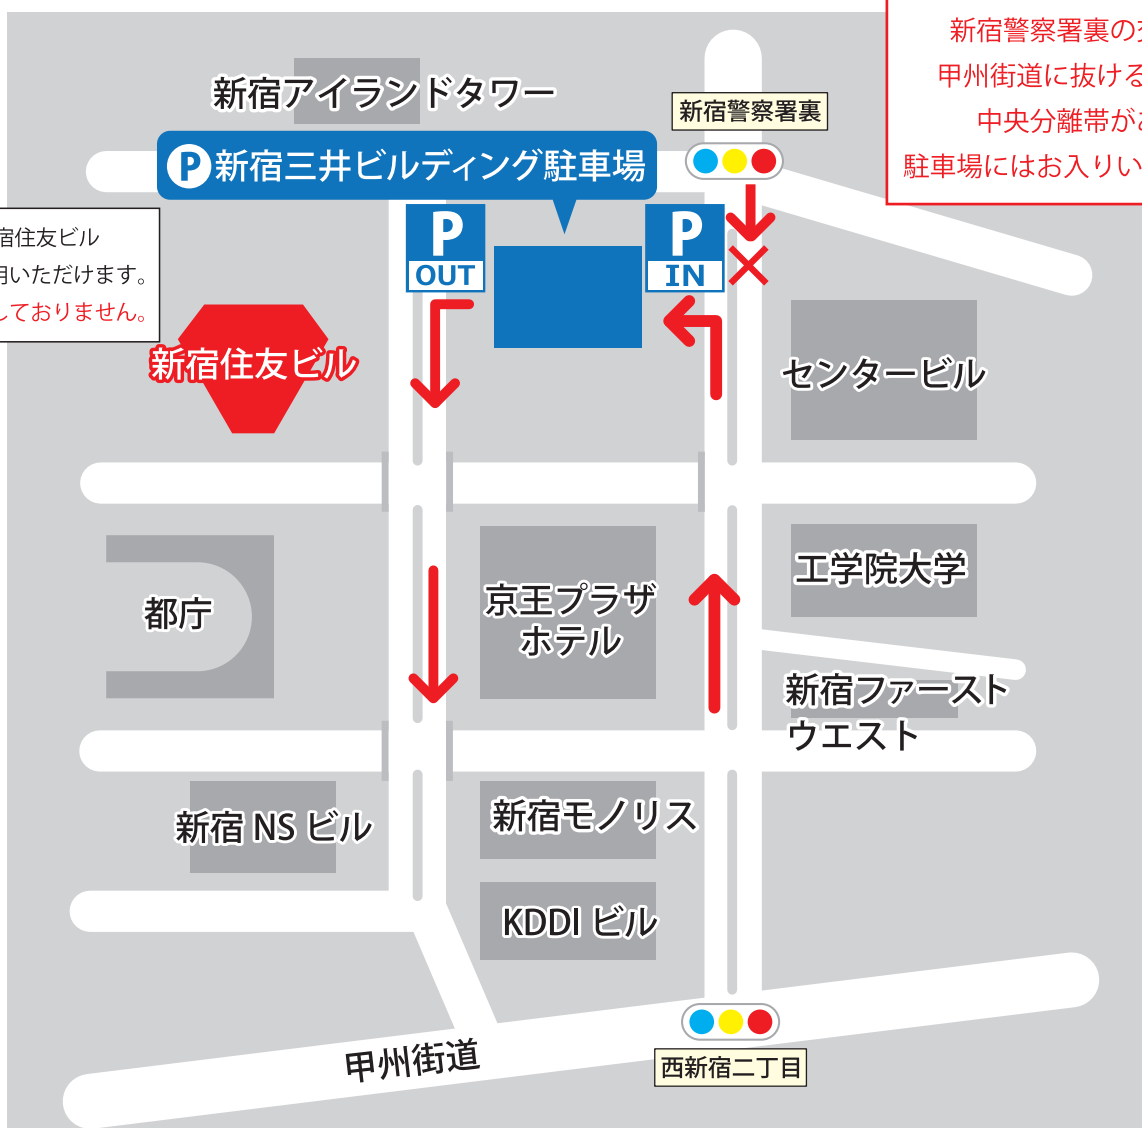 新宿警察署裏の
甲州街道に抜ける
中央分離帯が
駐車場にはお入りい
新宿アイランドタワー
新宿警察署裏
P 新宿三井ビルディング駐車場
P
OUT
P
IN
宿住友ビル
用いただけます。
しておりません。
新宿住友ビル
センタービル
都庁
京王プラザ
ホテル
工学院大学
新宿ファースト
ウエスト
新宿 NS ビル
新宿モノリス
KDDI ビル
甲州街道
西新宿二丁目